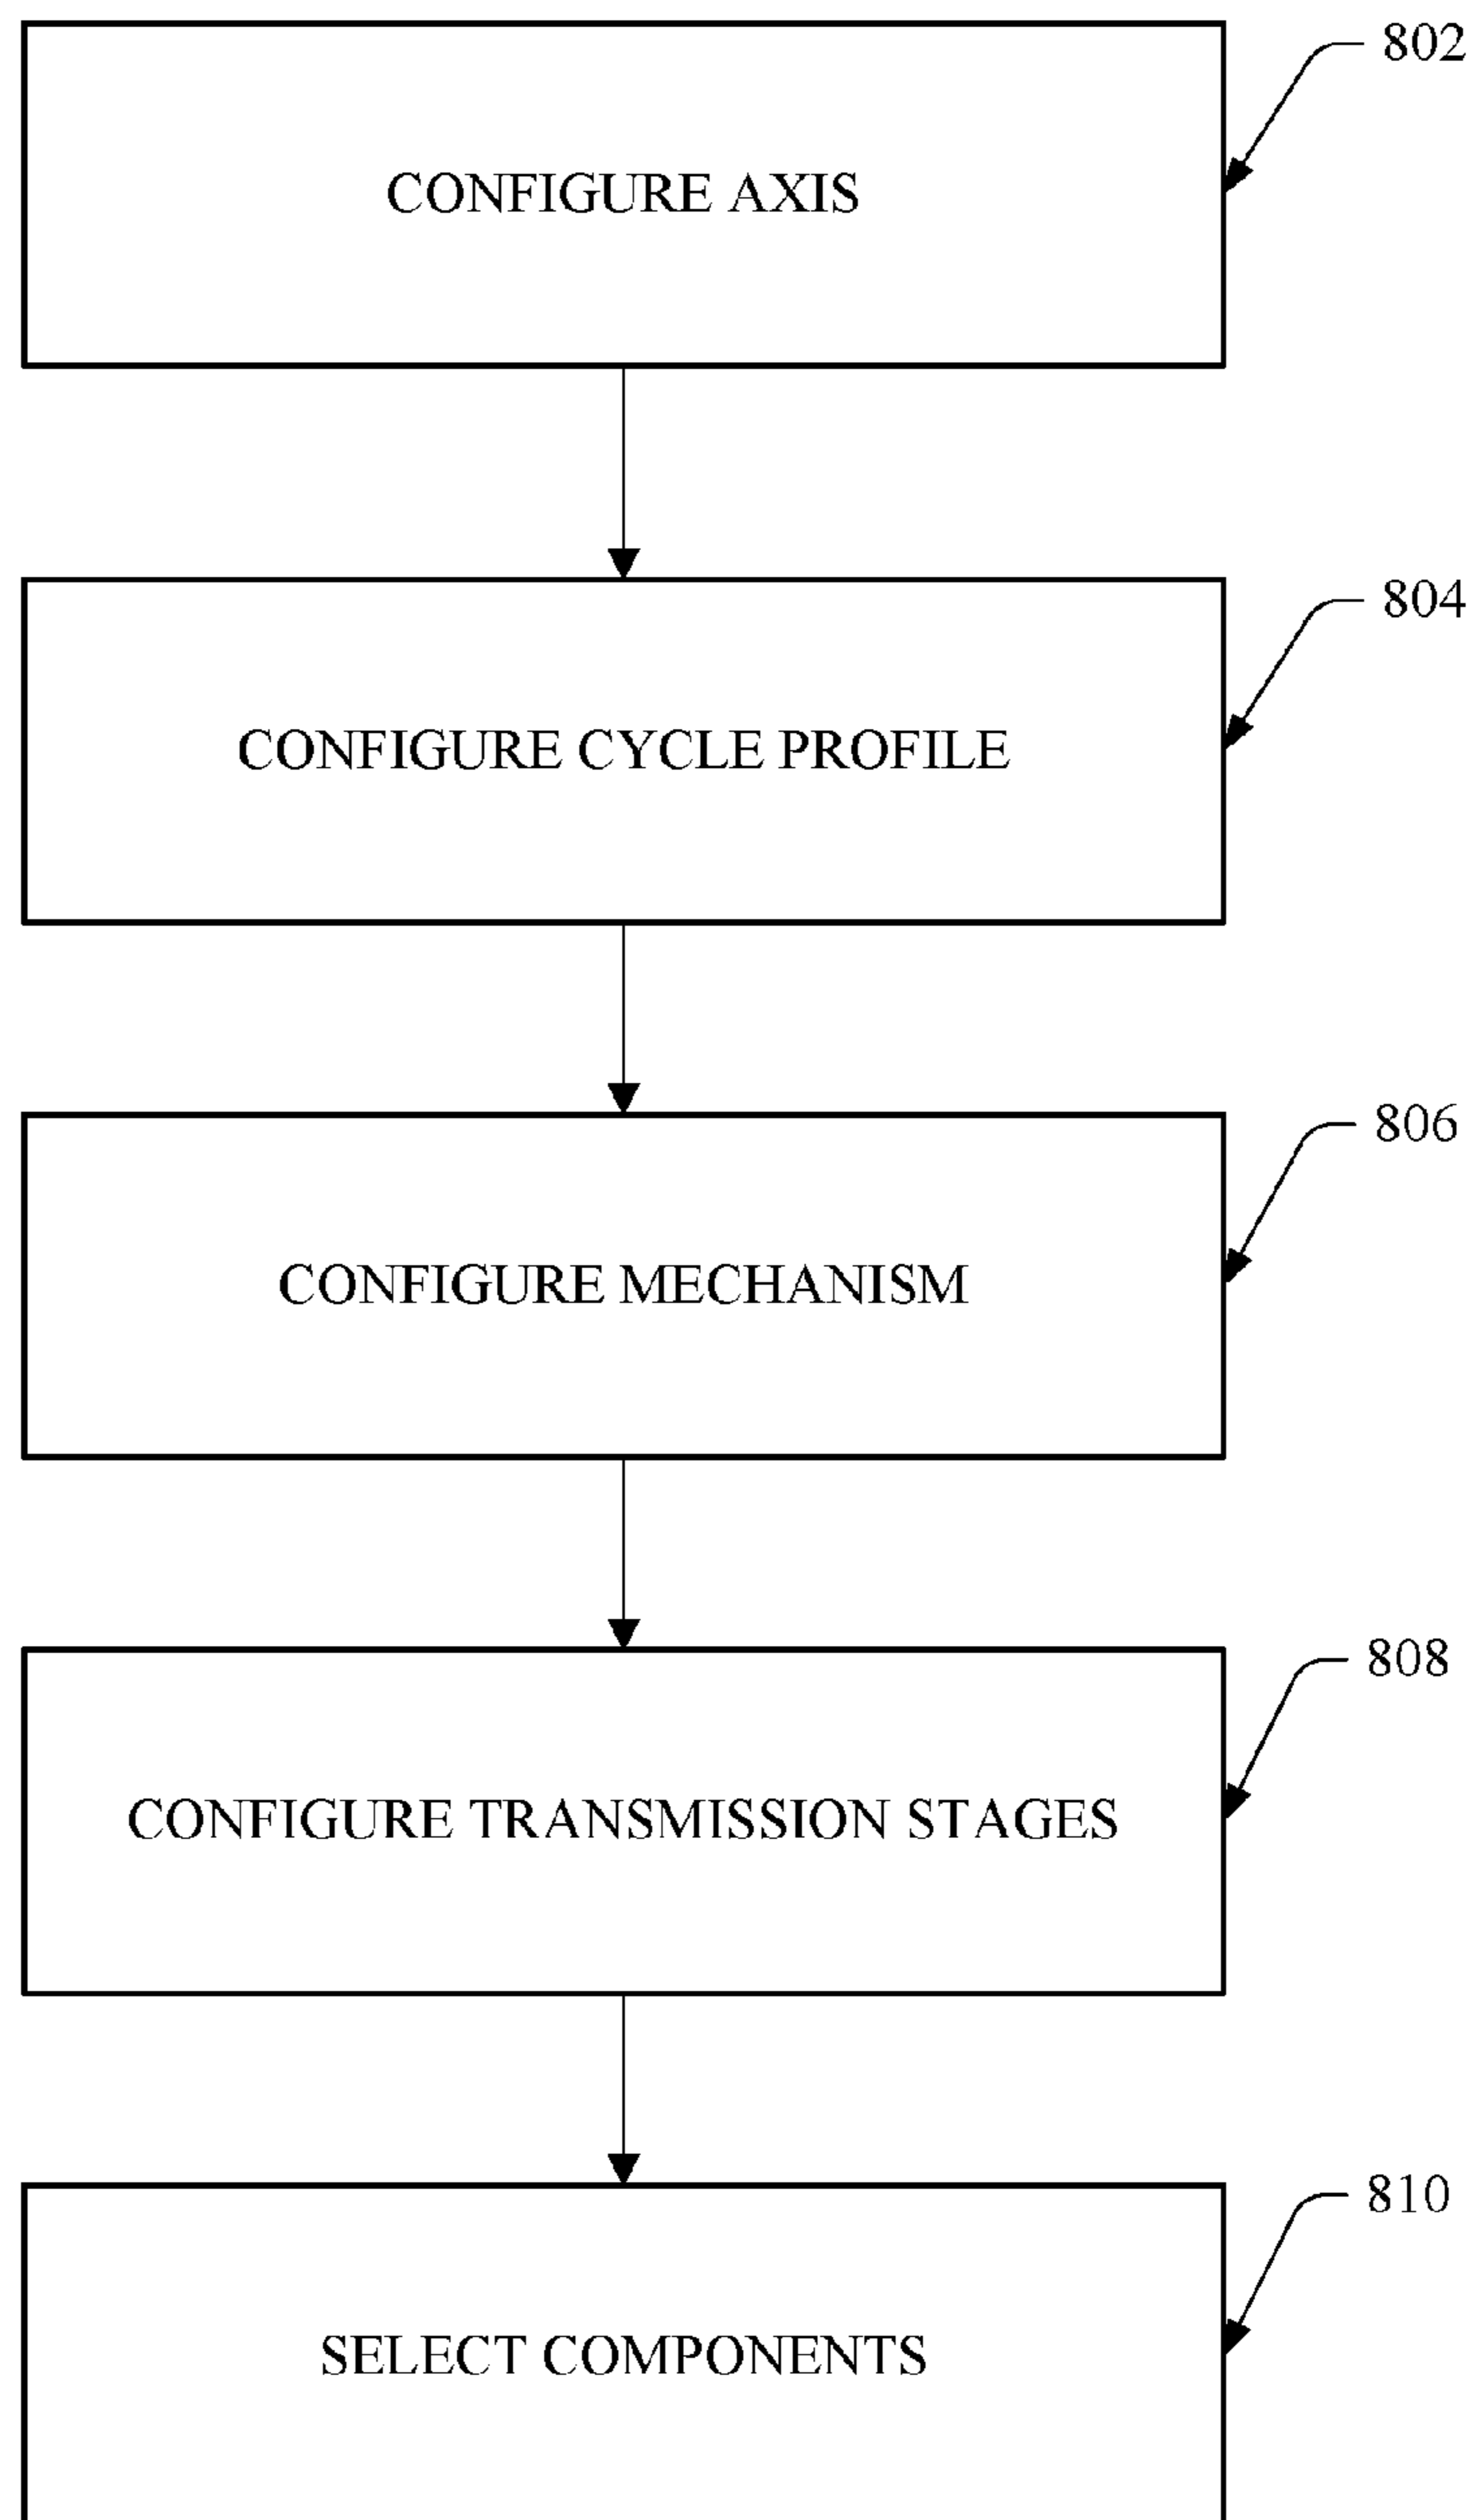 802
CONFIGURE AXIS
804
CONFIGURE CYCLE PROFILE
806
CONFIGURE MECHANISM
808
CONFIGURE TRANSMISSION STAGES
810
SELECT COMPONENTS